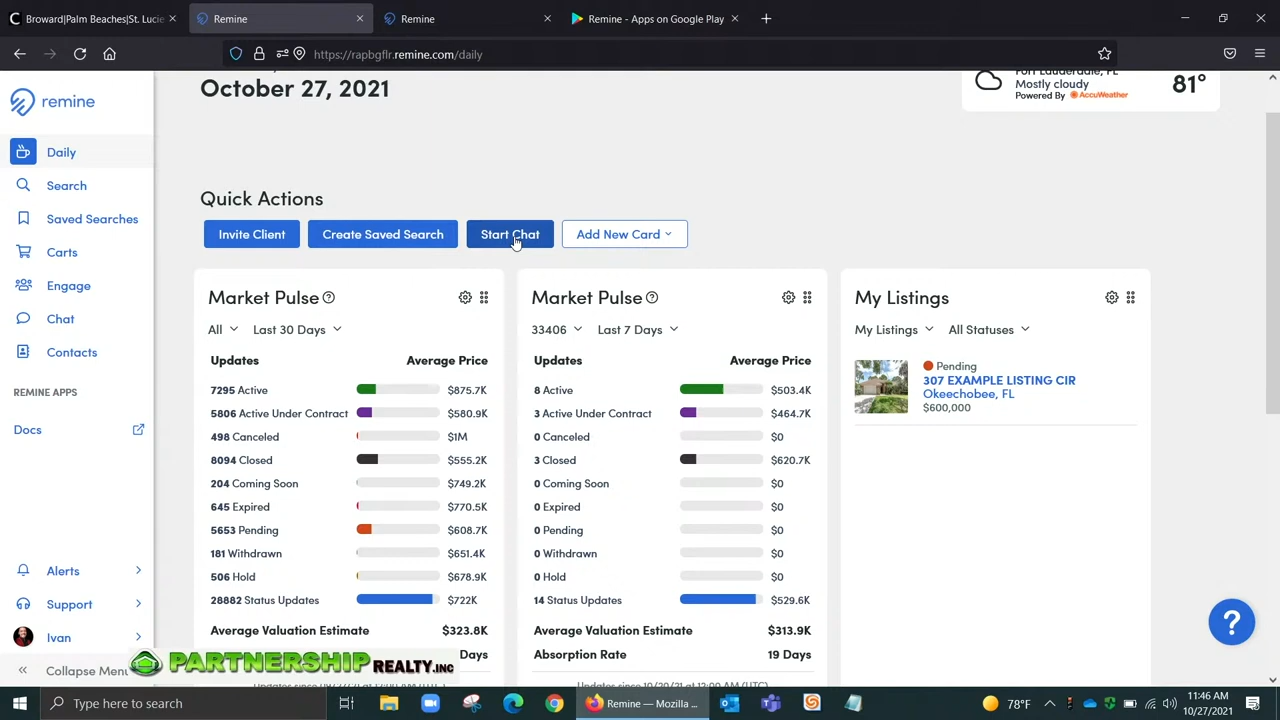 Broward|Palm Beaches|St. Lucie
Remine
Remine
Remine - Apps on Google Play
https://rapbgflr.remine.com/daily
remine
Daily
Search
Saved Searches
Carts
Engage
Chat
Contacts
REMINE APPS
Docs
Alerts
Support
Ivan
Collapse Menu
October 27, 2021
Fort Lauderdale, FL
Mostly cloudy
Powered By AccuWeather
81°
Quick Actions
Invite Client
Create Saved Search
Start Chat
Add New Card
Market Pulse
All Last 30 Days
Updates Average Price
7295 Active $875.7K
5806 Active Under Contract $580.9K
498 Canceled $1M
8094 Closed $555.2K
204 Coming Soon $749.2K
645 Expired $770.5K
5653 Pending $608.7K
181 Withdrawn $651.4K
506 Hold $678.9K
28882 Status Updates $722K
Average Valuation Estimate $323.8K
Days
Market Pulse
33406 Last 7 Days
Updates Average Price
8 Active $503.4K
3 Active Under Contract $464.7K
0 Canceled $0
3 Closed $620.7K
0 Coming Soon $0
0 Expired $0
0 Pending $0
0 Withdrawn $0
0 Hold $0
14 Status Updates $529.6K
Average Valuation Estimate $313.9K
Absorption Rate 19 Days
My Listings
My Listings All Statuses
Pending
307 EXAMPLE LISTING CIR
Okeechobee, FL
$600,000
PARTNERSHIP REALTY.INC
?
Type here to search
78°F
11:46 AM
10/27/2021